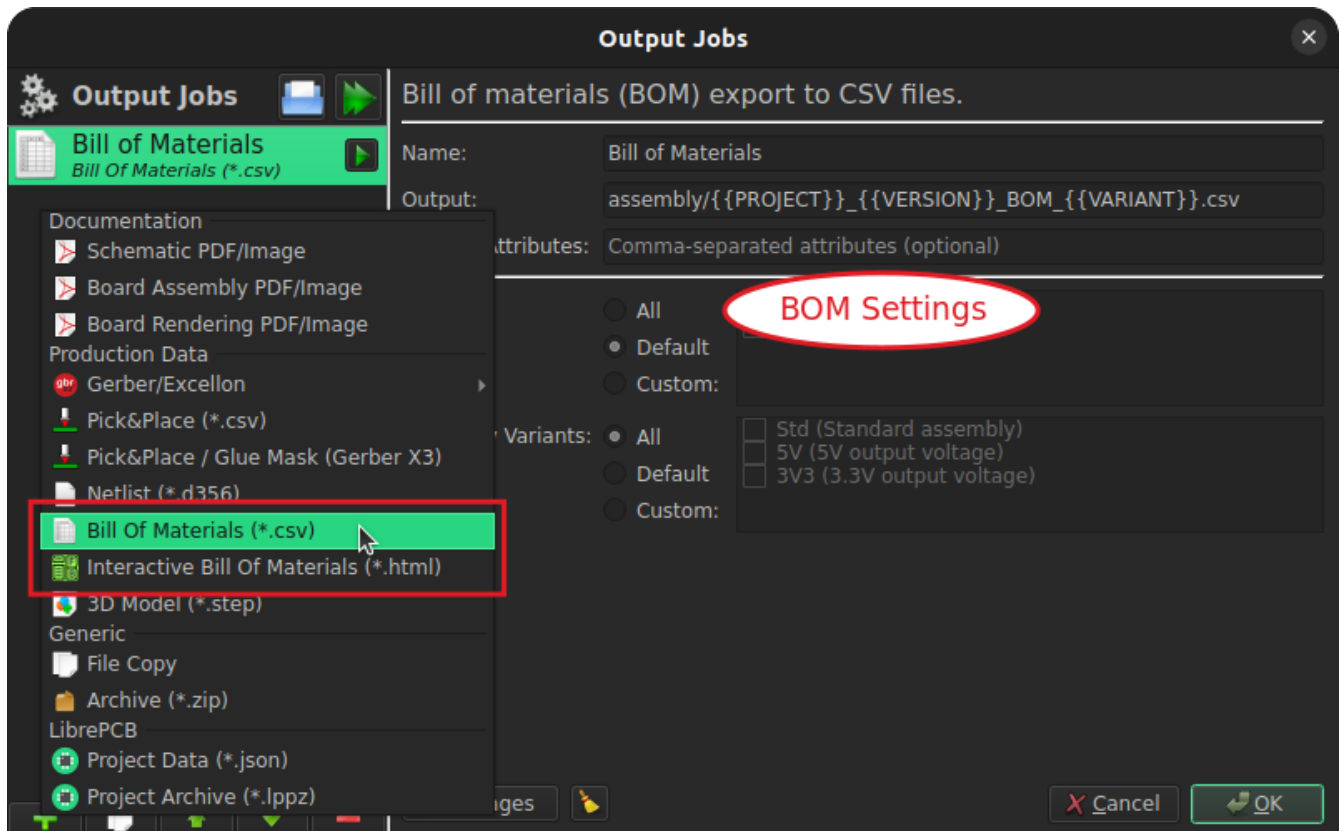 Output Jobs
Output Jobs
Bill of materials (BOM) export to CSV files.
Bill of Materials
Bill Of Materials (*.csv)
Name:
Bill of Materials
Output:
assembly/{{PROJECT}}_{{VERSION}}_BOM_{{VARIANT}}.csv
Attributes:
Comma-separated attributes (optional)
All
Default
Custom:
BOM Settings
Variants:
All
Default
Custom:
Std (Standard assembly)
5V (5V output voltage)
3V3 (3.3V output voltage)
Documentation
Schematic PDF/Image
Board Assembly PDF/Image
Board Rendering PDF/Image
Production Data
gbr
Gerber/Excellon
Pick&Place (*.csv)
Pick&Place / Glue Mask (Gerber X3)
Netlist (*.d356)
Bill Of Materials (*.csv)
Interactive Bill Of Materials (*.html)
3D Model (*.step)
Generic
File Copy
Archive (*.zip)
LibrePCB
Project Data (*.json)
Project Archive (*.lppz)
Cancel
OK